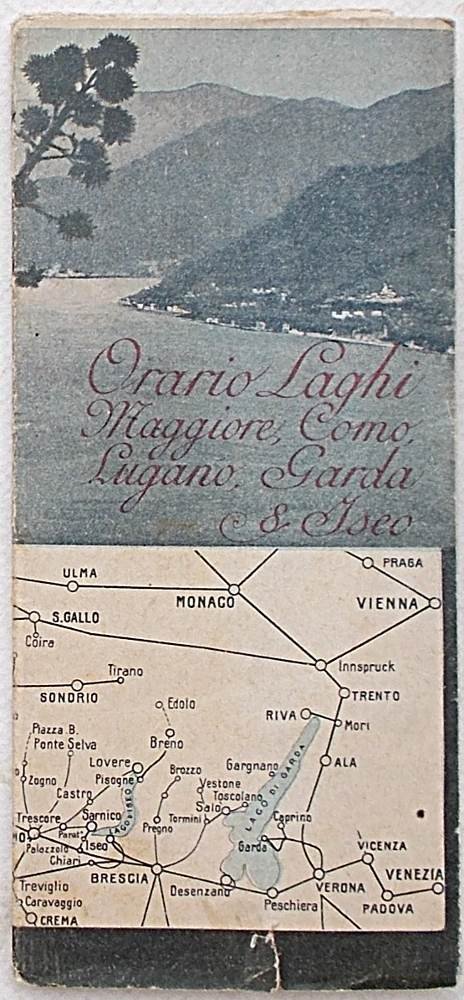 Orario Laghi
Maggiore, Como,
Lugano, Garda
& Iseo
PRAGA
ULMA
MONACO
VIENNA
S.GALLO
Coira
Innspruck
Tirano
SONDRIO
TRENTO
Edolo
RIVA
Mori
Piazza B.
Ponte Selva
Breno
ALA
Lovere
Gargnano
Zogno
Pisogne
Brozzo
Vestone
Toscolano
Castro
LAGO DI GARDA
Salò
Trescore
Sarnico
LAGO D'ISEO
Tormini
Caprino
Parat.
Pregno
Palazzolo
Iseo
Garda
VICENZA
Chiari
BRESCIA
VENEZIA
Treviglio
Desenzano
VERONA
Caravaggio
Peschiera
PADOVA
CREMA